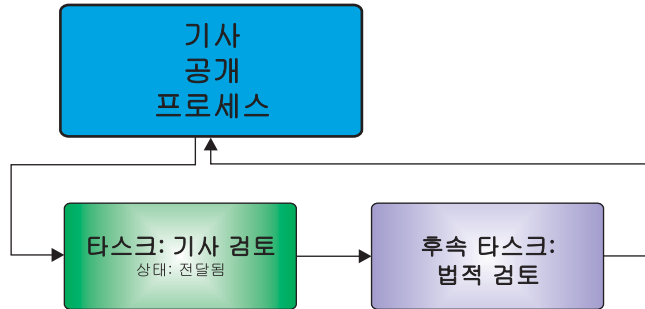 기사
공개
프로세스
타스크: 기사 검토
상태: 전달됨
후속 타스크:
법적 검토